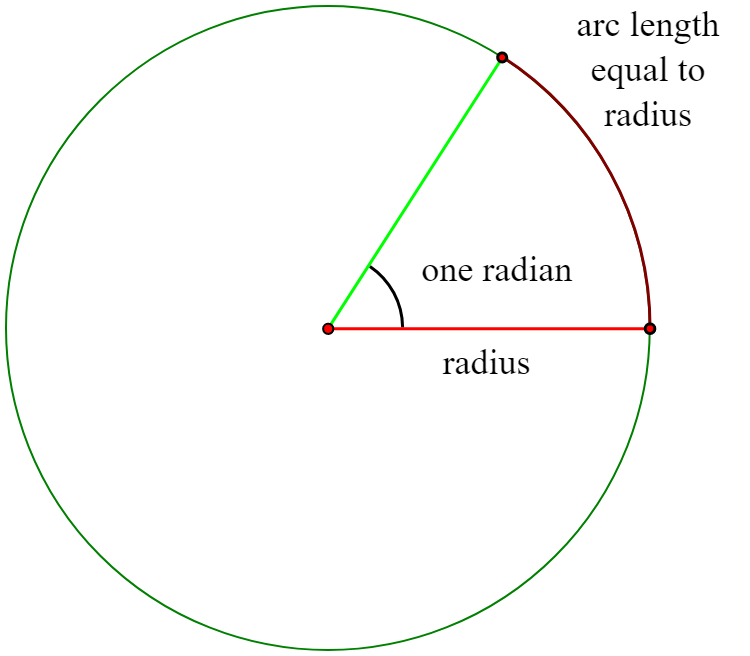 arc length
equal to
radius
one radian
radius